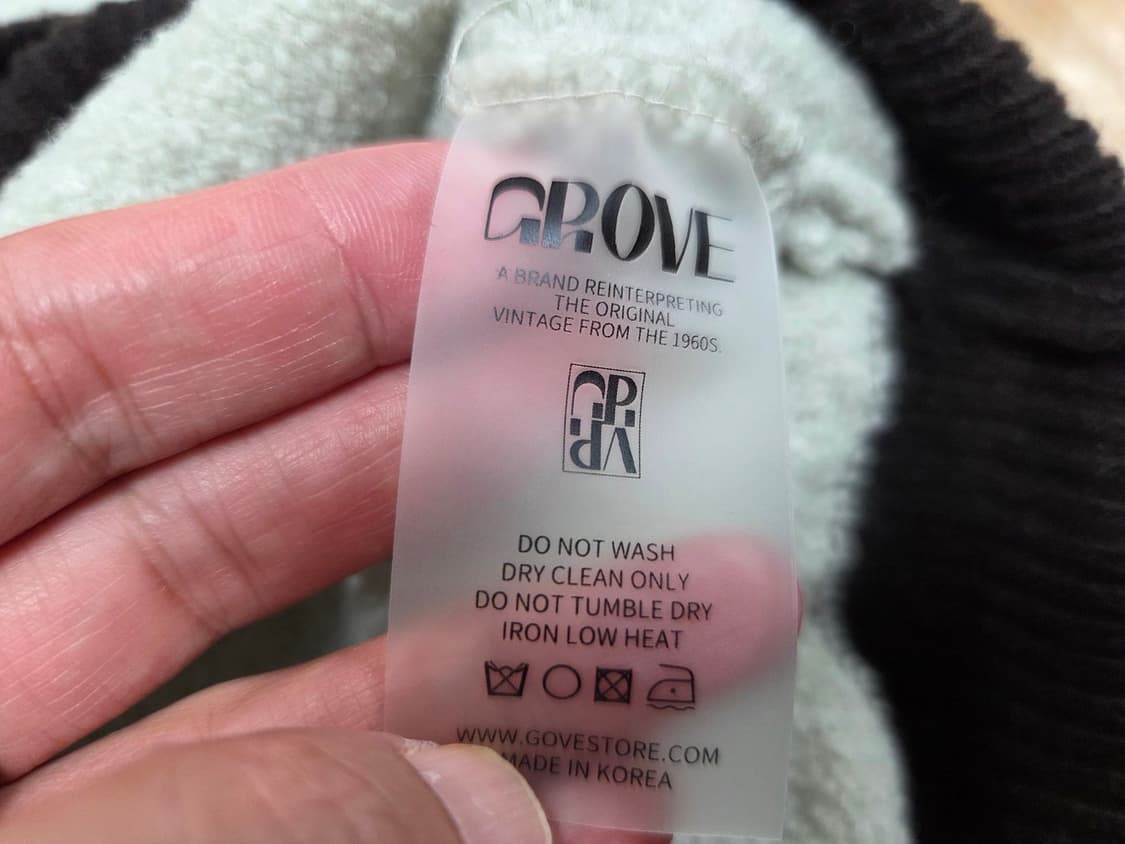 GROVE
A BRAND REINTERPRETING
THE ORIGINAL
VINTAGE FROM THE 1960S.
DO NOT WASH
DRY CLEAN ONLY
DO NOT TUMBLE DRY
IRON LOW HEAT
WWW.GOVESTORE.COM
MADE IN KOREA